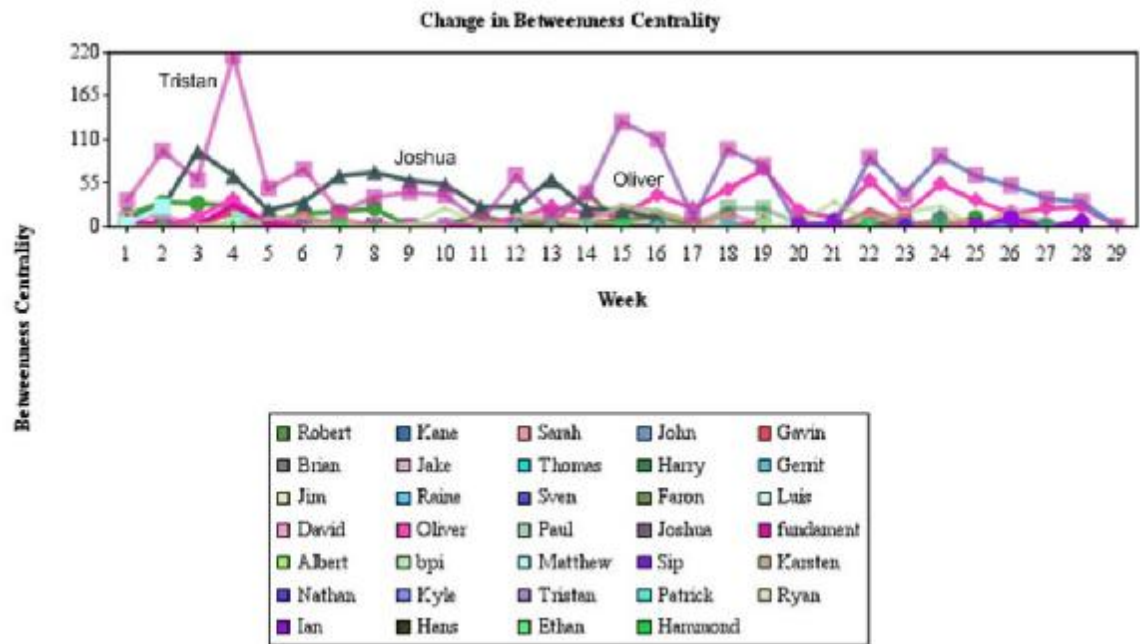 Change in Betweenness Centrality
220
165
110
55
0
Tristan
Joshua
Oliver
1 2 3 4 5 6 7 8 9 10 11 12 13 14 15 16 17 18 19 20 21 22 23 24 25 26 27 28 29
Week
Betweenness Centrality
Robert Kane Sarah John Gavin
Brian Jake Thomas Harry Gerrit
Jim Raine Sven Faron Luis
David Oliver Paul Joshua fundament
Albert bpi Matthew Sip Karsten
Nathan Kyle Tristan Patrick Ryan
Ian Hans Ethan Hammond